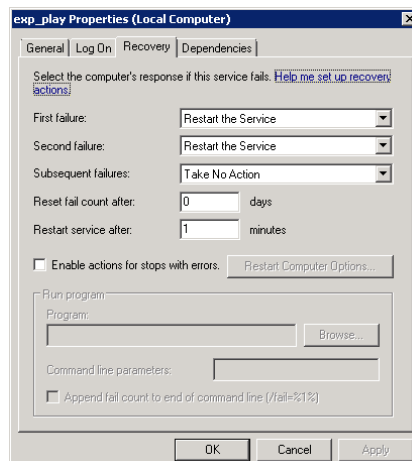 exp_play Properties (Local Computer)
General Log On Recovery Dependencies
Select the computer's response if this service fails. Help me set up recovery
actions.
First failure: Restart the Service
Second failure: Restart the Service
Subsequent failures: Take No Action
Reset fail count after: 0 days
Restart service after: 1 minutes
Enable actions for stops with errors. Restart Computer Options...
Run program
Program:
Browse...
Command line parameters:
Append fail count to end of command line (/fail=%1%)
OK Cancel Apply